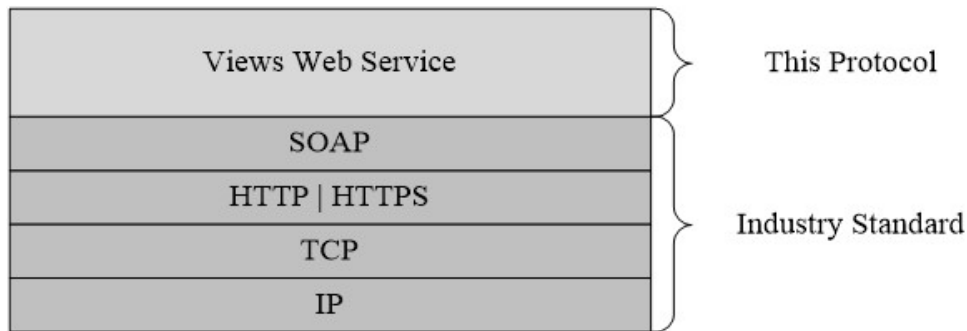 Views Web Service
This Protocol
SOAP
HTTP | HTTPS
TCP
IP
Industry Standard